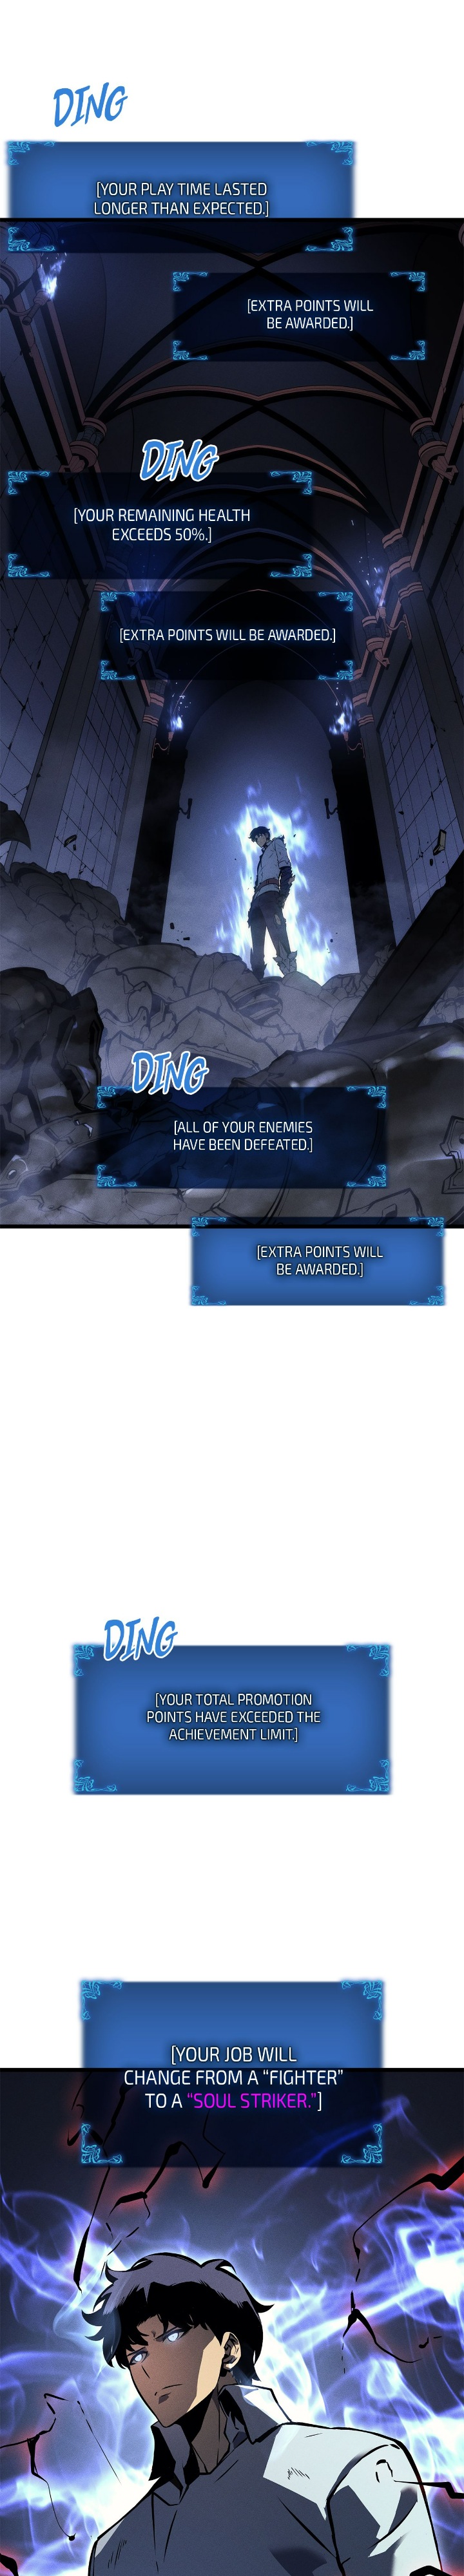 DING
[YOUR PLAY TIME LASTED
LONGER THAN EXPECTED.]
[EXTRA POINTS WILL
BE AWARDED.]
DING
[YOUR REMAINING HEALTH
EXCEEDS 50%.]
[EXTRA POINTS WILL BE AWARDED.]
DING
[ALL OF YOUR ENEMIES
HAVE BEEN DEFEATED.]
[EXTRA POINTS WILL
BE AWARDED.]
DING
[YOUR TOTAL PROMOTION
POINTS HAVE EXCEEDED THE
ACHIEVEMENT LIMIT.]
[YOUR JOB WILL
CHANGE FROM A “FIGHTER”
TO A “SOUL STRIKER.”]